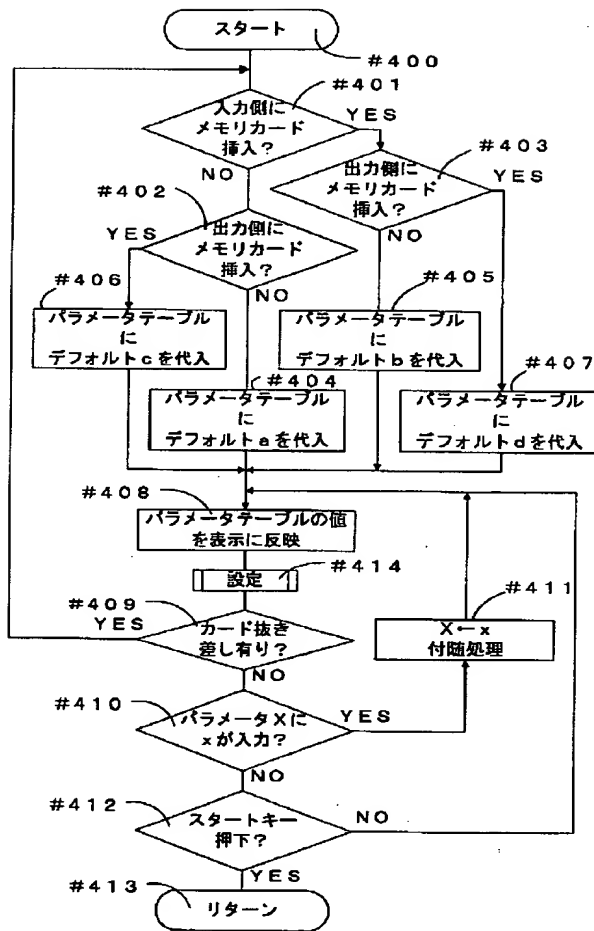 スタート
#400
#401
入力側に
メモリカード
挿入?
YES
NO
#403
出力側に
メモリカード
挿入?
YES
NO
#402
出力側に
メモリカード
挿入?
YES
NO
#406
パラメータテーブル
に
デフォルトcを代入
#405
パラメータテーブル
に
デフォルトbを代入
#404
パラメータテーブル
に
デフォルトaを代入
#407
パラメータテーブル
に
デフォルトdを代入
#408
パラメータテーブルの値
を表示に反映
設定
#414
#409
カード抜き
差し有り?
YES
NO
#411
X←x
付随処理
#410
パラメータXに
xが入力?
YES
NO
#412
スタートキー
押下?
NO
YES
#413
リターン